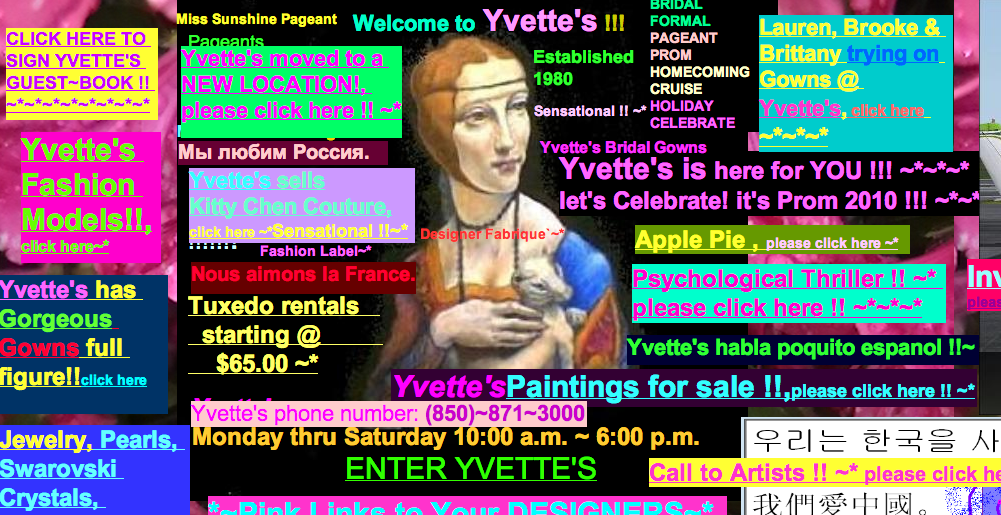 Miss Sunshine Pageant
Welcome to Yvette's !!!
BRIDAL
FORMAL
PAGEANT
PROM
HOMECOMING
CRUISE
HOLIDAY
CELEBRATE
CLICK HERE TO
SIGN YVETTE'S
GUEST~BOOK !!
~*~*~*~*~*~*~*~*
Pageants
Yvette's moved to a
NEW LOCATION!,
please click here !! ~*
Established
1980
Sensational !! ~*
Lauren, Brooke &
Brittany trying on
Gowns @
Yvette's, click here
~*~*~*
Yvette's
Fashion
Models!!,
click here~*
Мы любим Россия.
Yvette's Bridal Gowns
Yvette's is here for YOU !!! ~*~*~*
let's Celebrate! it's Prom 2010 !!! ~*~*
Yvette's sells
Kitty Chen Couture,
click here ~*Sensational !!~*
Fashion Label~*
Designer Fabrique`~*
Apple Pie , please click here ~*
Nous aimons la France.
Psychological Thriller !! ~*
please click here !! ~*~*~*
Yvette's has
Gorgeous
Gowns full
figure!!click here
Tuxedo rentals
starting @
$65.00 ~*
Yvette's habla poquito espanol !!~
Yvette'sPaintings for sale !!,please click here !! ~*
Yvette's phone number: (850)~871~3000
Monday thru Saturday 10:00 a.m. ~ 6:00 p.m.
ENTER YVETTE'S
Jewelry, Pearls,
Swarovski
Crystals,
우리는 한국을 사
Call to Artists !! ~* please click he
我們愛中國。
*~Pink Links to Your DESIGNERS~*